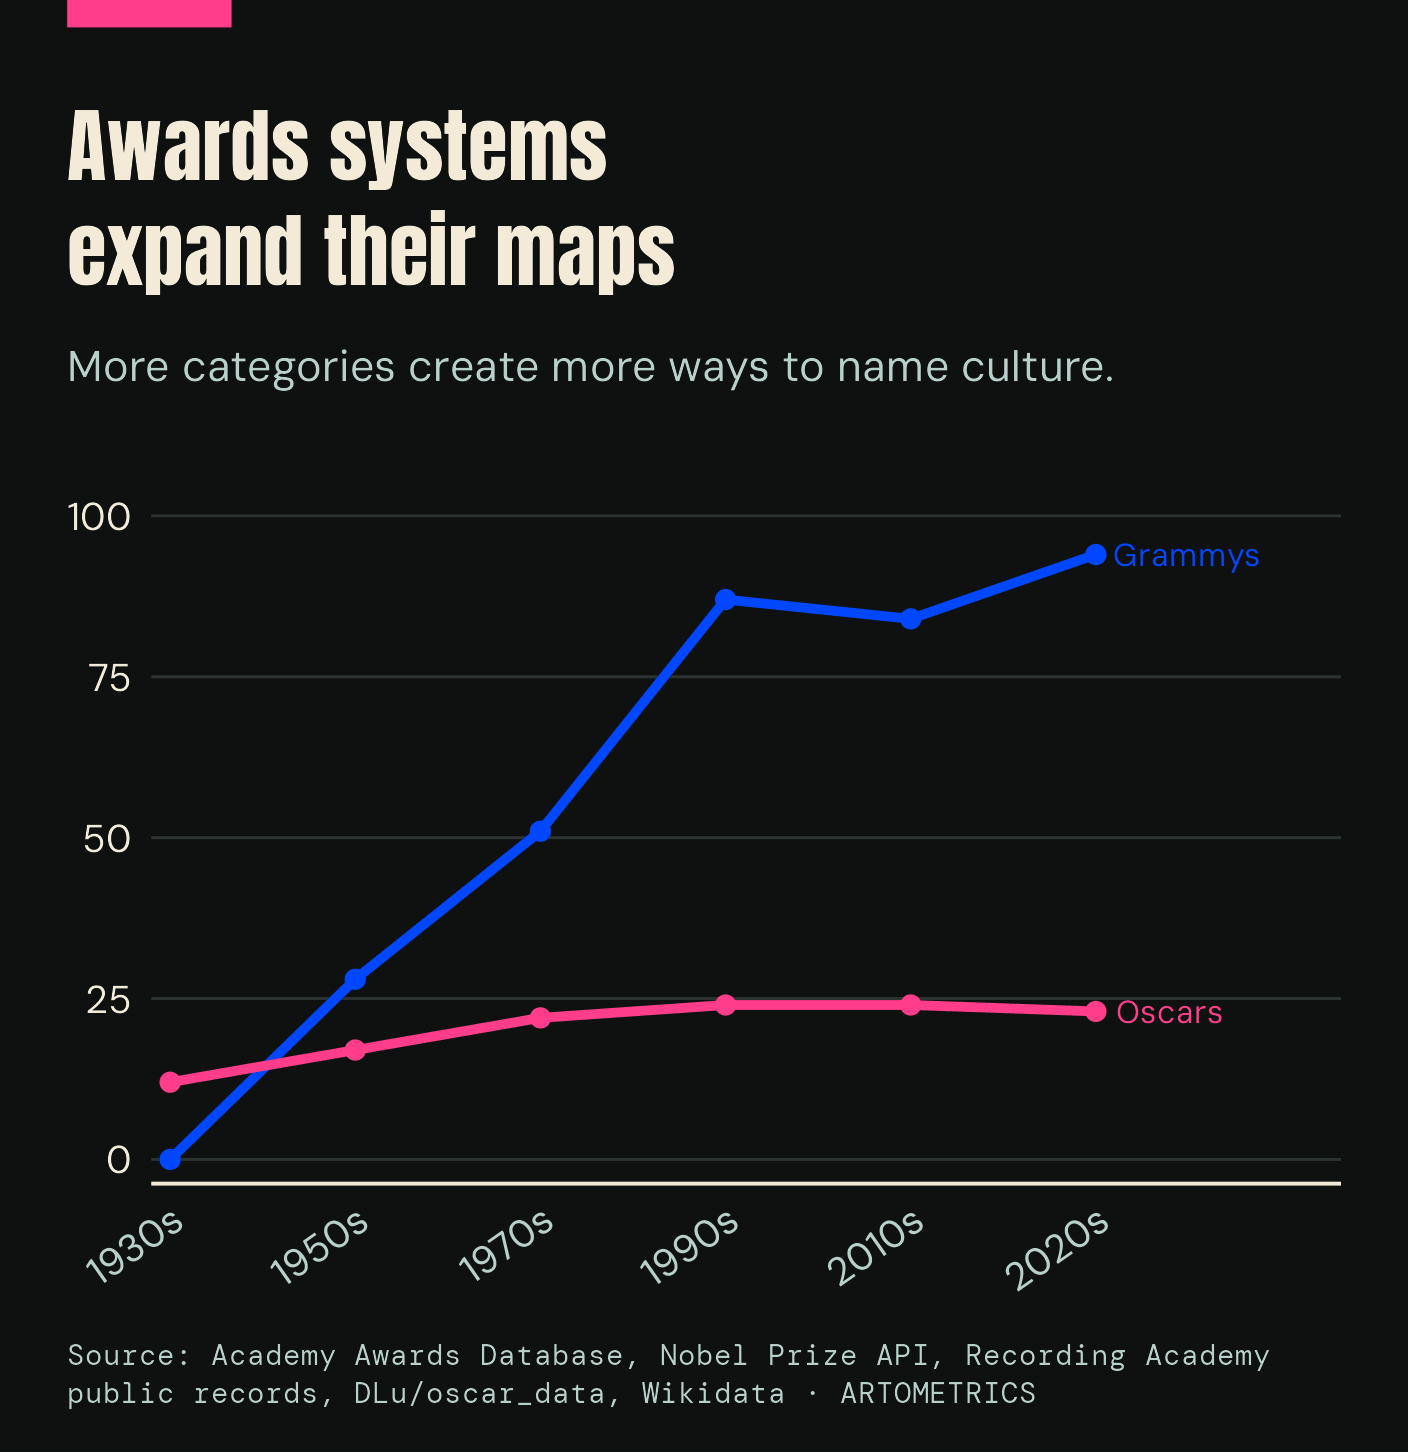 Awards systems
expand their maps
More categories create more ways to name culture.
100
75
50
25
0
Grammys
Oscars
1930s
1950s
1970s
1990s
2010s
2020s
Source: Academy Awards Database, Nobel Prize API, Recording Academy
public records, DLu/oscar_data, Wikidata · ARTOMETRICS